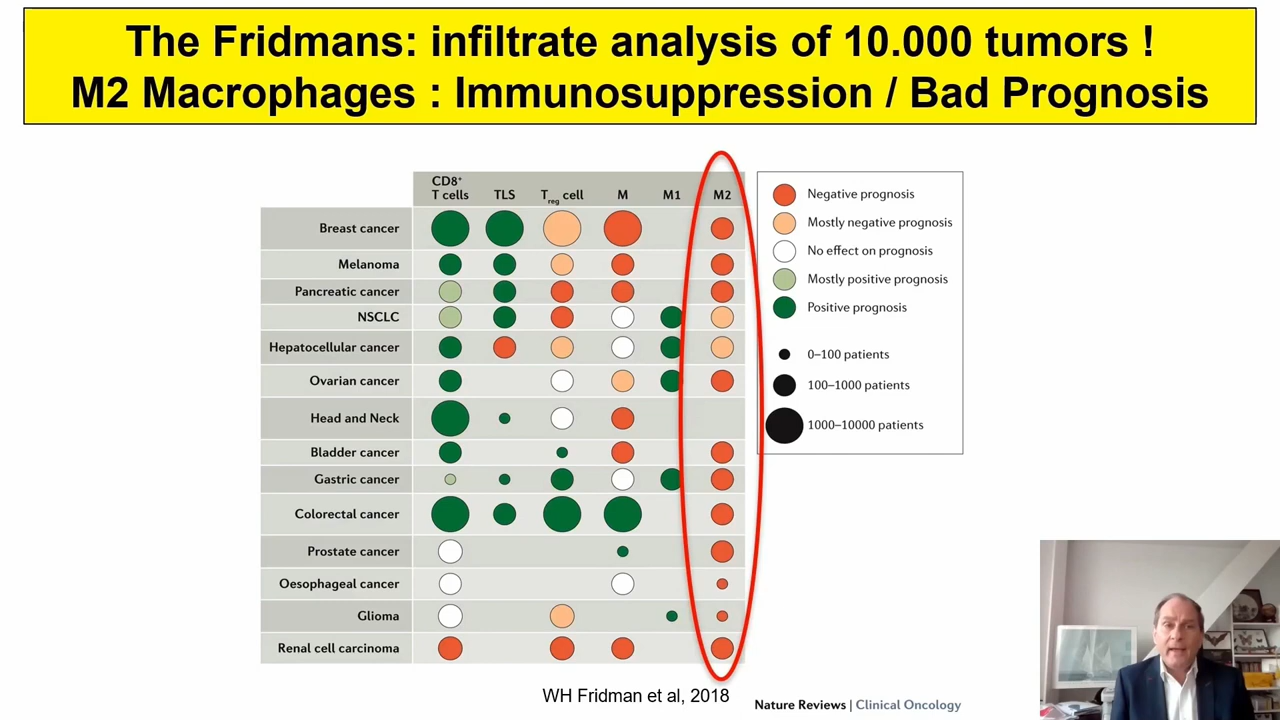 The Fridmans: infiltrate analysis of 10.000 tumors !
M2 Macrophages : Immunosuppression / Bad Prognosis
CD8+ T cells TLS Treg cell M M1 M2
Breast cancer
Melanoma
Pancreatic cancer
NSCLC
Hepatocellular cancer
Ovarian cancer
Head and Neck
Bladder cancer
Gastric cancer
Colorectal cancer
Prostate cancer
Oesophageal cancer
Glioma
Renal cell carcinoma
Negative prognosis
Mostly negative prognosis
No effect on prognosis
Mostly positive prognosis
Positive prognosis
0–100 patients
100–1000 patients
1000–10000 patients
WH Fridman et al, 2018
Nature Reviews | Clinical Oncology